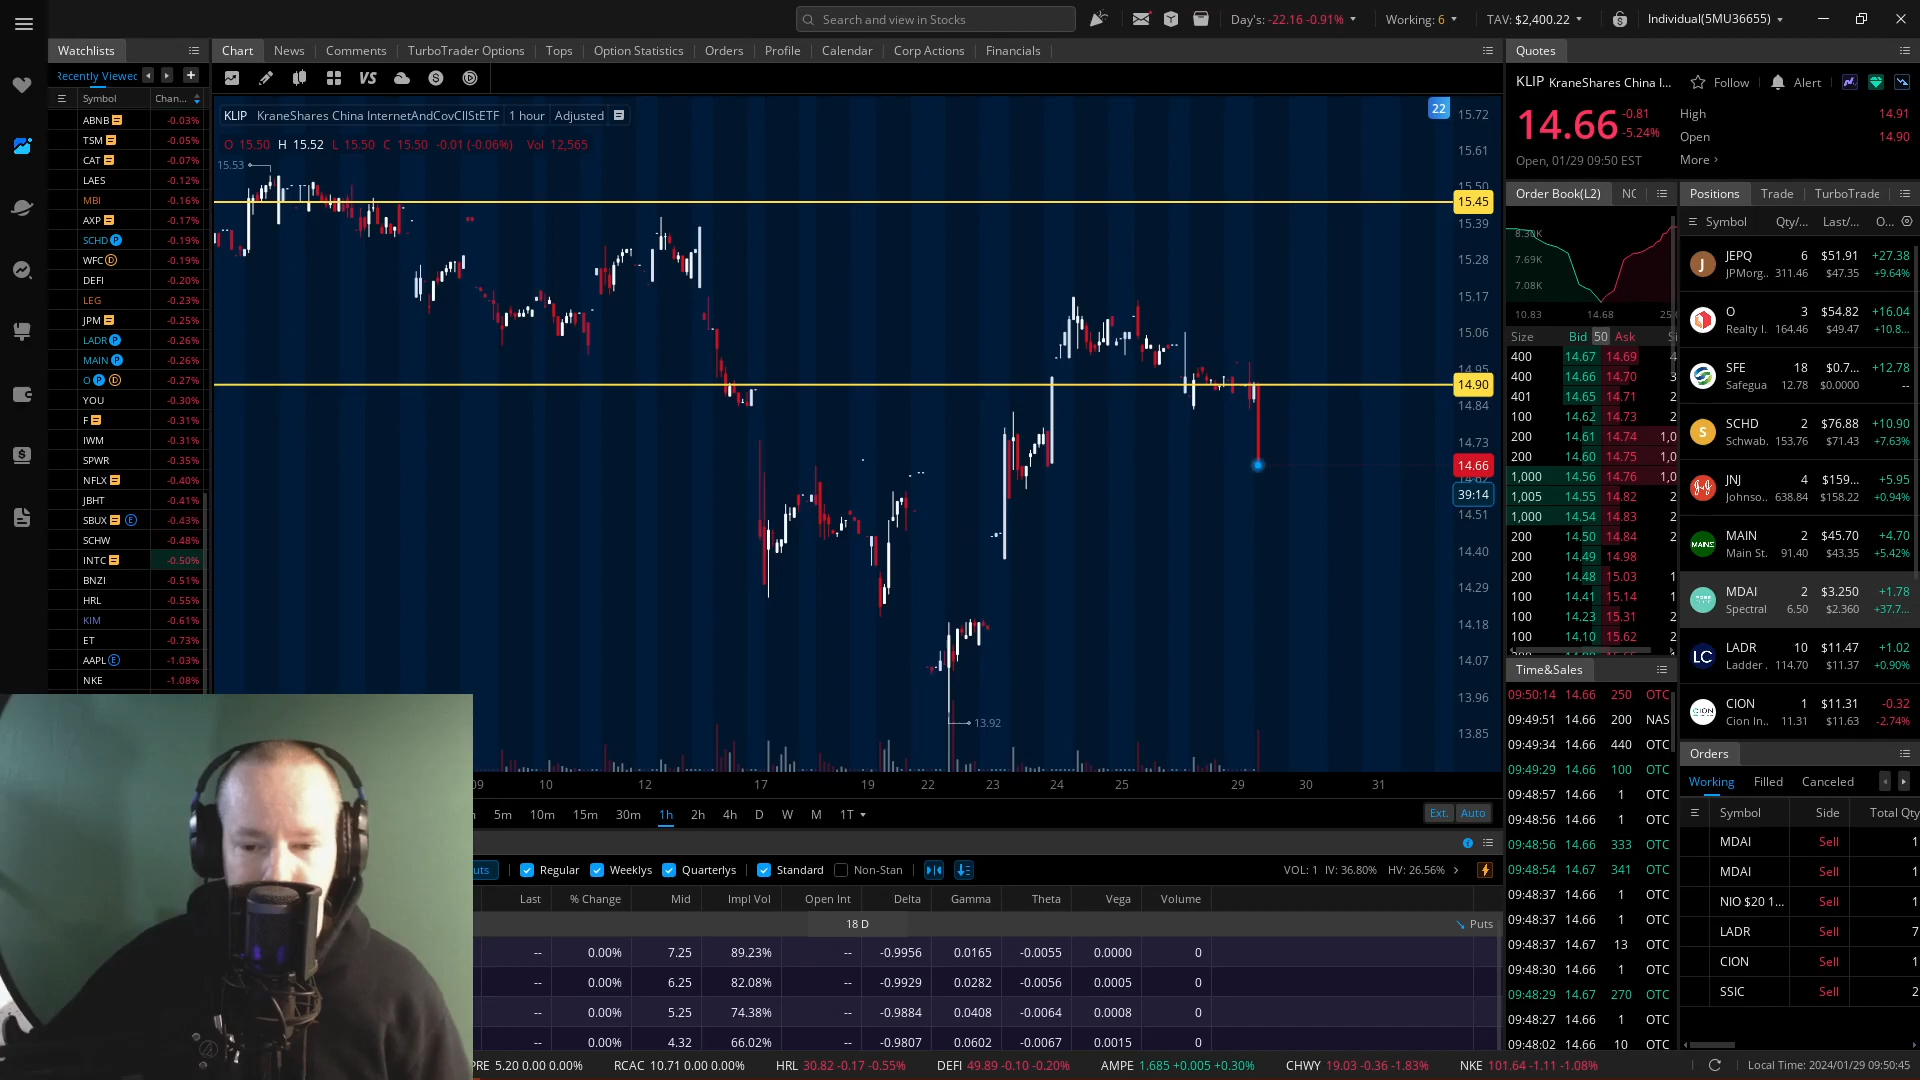 Search and view in Stocks
Day's: -22.16 -0.91%
Working: 6
TAV: $2,400.22
Individual(5MU36655)
Watchlists
Recently Viewed
Symbol Chan...
ABNB -0.03%
TSM -0.05%
CAT -0.07%
LAES -0.12%
MBI -0.16%
AXP -0.17%
SCHD P -0.19%
WFC D -0.19%
DEFI -0.20%
LEG -0.23%
JPM -0.25%
LADR P -0.26%
MAIN P -0.26%
O P D -0.27%
YOU -0.30%
F -0.31%
IWM -0.31%
SPWR -0.35%
NFLX -0.40%
JBHT -0.41%
SBUX E -0.43%
SCHW -0.48%
INTC -0.50%
BNZI -0.51%
HRL -0.55%
KIM -0.61%
ET -0.73%
AAPL E -1.03%
NKE -1.08%
Chart News Comments TurboTrader Options Tops Option Statistics Orders Profile Calendar Corp Actions Financials
VS
KLIP KraneShares China InternetAndCovCllStETF 1 hour Adjusted
O 15.50 H 15.52 L 15.50 C 15.50 -0.01 (-0.06%) Vol 12,565
15.53
13.92
22
15.72
15.61
15.50
15.45
15.39
15.28
15.17
15.06
14.95
14.90
14.84
14.73
14.66
39:14
14.51
14.40
14.29
14.18
14.07
13.96
13.85
09 10 12 17 19 22 23 24 25 29 30 31
5m 10m 15m 30m 1h 2h 4h D W M 1T
Ext. Auto
uts Regular Weeklys Quarterlys Standard Non-Stan
VOL: 1 IV: 36.80% HV: 26.56%
Last % Change Mid Impl Vol Open Int Delta Gamma Theta Vega Volume
18 D Puts
-- 0.00% 7.25 89.23% -- -0.9956 0.0165 -0.0055 0.0000 0
-- 0.00% 6.25 82.08% -- -0.9929 0.0282 -0.0056 0.0005 0
-- 0.00% 5.25 74.38% -- -0.9884 0.0408 -0.0064 0.0008 0
-- 0.00% 4.32 66.02% -- -0.9807 0.0602 -0.0067 0.0015 0
Quotes
KLIP KraneShares China I...
Follow Alert
14.66 -0.81
-5.24%
Open, 01/29 09:50 EST
High 14.91
Open 14.90
More
Order Book(L2)
8.30K
7.69K
7.08K
10.83 14.68
Size Bid 50 Ask
400 14.67 14.69
400 14.66 14.70
401 14.65 14.71
100 14.62 14.73
200 14.61 14.74
200 14.60 14.75
1,000 14.56 14.76
1,005 14.55 14.82
1,000 14.54 14.83
200 14.50 14.84
200 14.49 14.98
200 14.48 15.03
100 14.41 15.14
100 14.23 15.31
100 14.10 15.62
Time&Sales
09:50:14 14.66 250 OTC
09:49:51 14.66 200 NAS
09:49:34 14.66 440 OTC
09:49:29 14.66 100 OTC
09:48:57 14.66 1 OTC
09:48:56 14.66 1 OTC
09:48:56 14.66 333 OTC
09:48:54 14.67 341 OTC
09:48:37 14.66 1 OTC
09:48:37 14.66 1 OTC
09:48:37 14.67 13 OTC
09:48:30 14.66 1 OTC
09:48:29 14.67 270 OTC
09:48:27 14.66 1 OTC
09:48:02 14.66 10 OTC
Positions Trade TurboTrade
Symbol Qty/... Last/... O...
JEPQ 6 $51.91 +27.38
JPMorg.. 311.46 $47.35 +9.64%
O 3 $54.82 +16.04
Realty I. 164.46 $49.47 +10.8...
SFE 18 $0.7... +12.78
Safegua 12.78 $0.0000 --
SCHD 2 $76.88 +10.90
Schwab. 153.76 $71.43 +7.63%
JNJ 4 $159... +5.95
Johnso.. 638.84 $158.22 +0.94%
MAIN 2 $45.70 +4.70
Main St. 91.40 $43.35 +5.42%
MDAI 2 $3.250 +1.78
Spectral 6.50 $2.360 +37.7...
LADR 10 $11.47 +1.02
Ladder . 114.70 $11.37 +0.90%
CION 1 $11.31 -0.32
Cion In.. 11.31 $11.63 -2.74%
Orders
Working Filled Canceled
Symbol Side Total Qty
MDAI Sell 1
MDAI Sell 1
NIO $20 1... Sell 1
LADR Sell 7
CION Sell 1
SSIC Sell 2
PRE 5.20 0.00 0.00% RCAC 10.71 0.00 0.00% HRL 30.82 -0.17 -0.55% DEFI 49.89 -0.10 -0.20% AMPE 1.685 +0.005 +0.30% CHWY 19.03 -0.36 -1.83% NKE 101.64 -1.11 -1.08%
Local Time: 2024/01/29 09:50:45